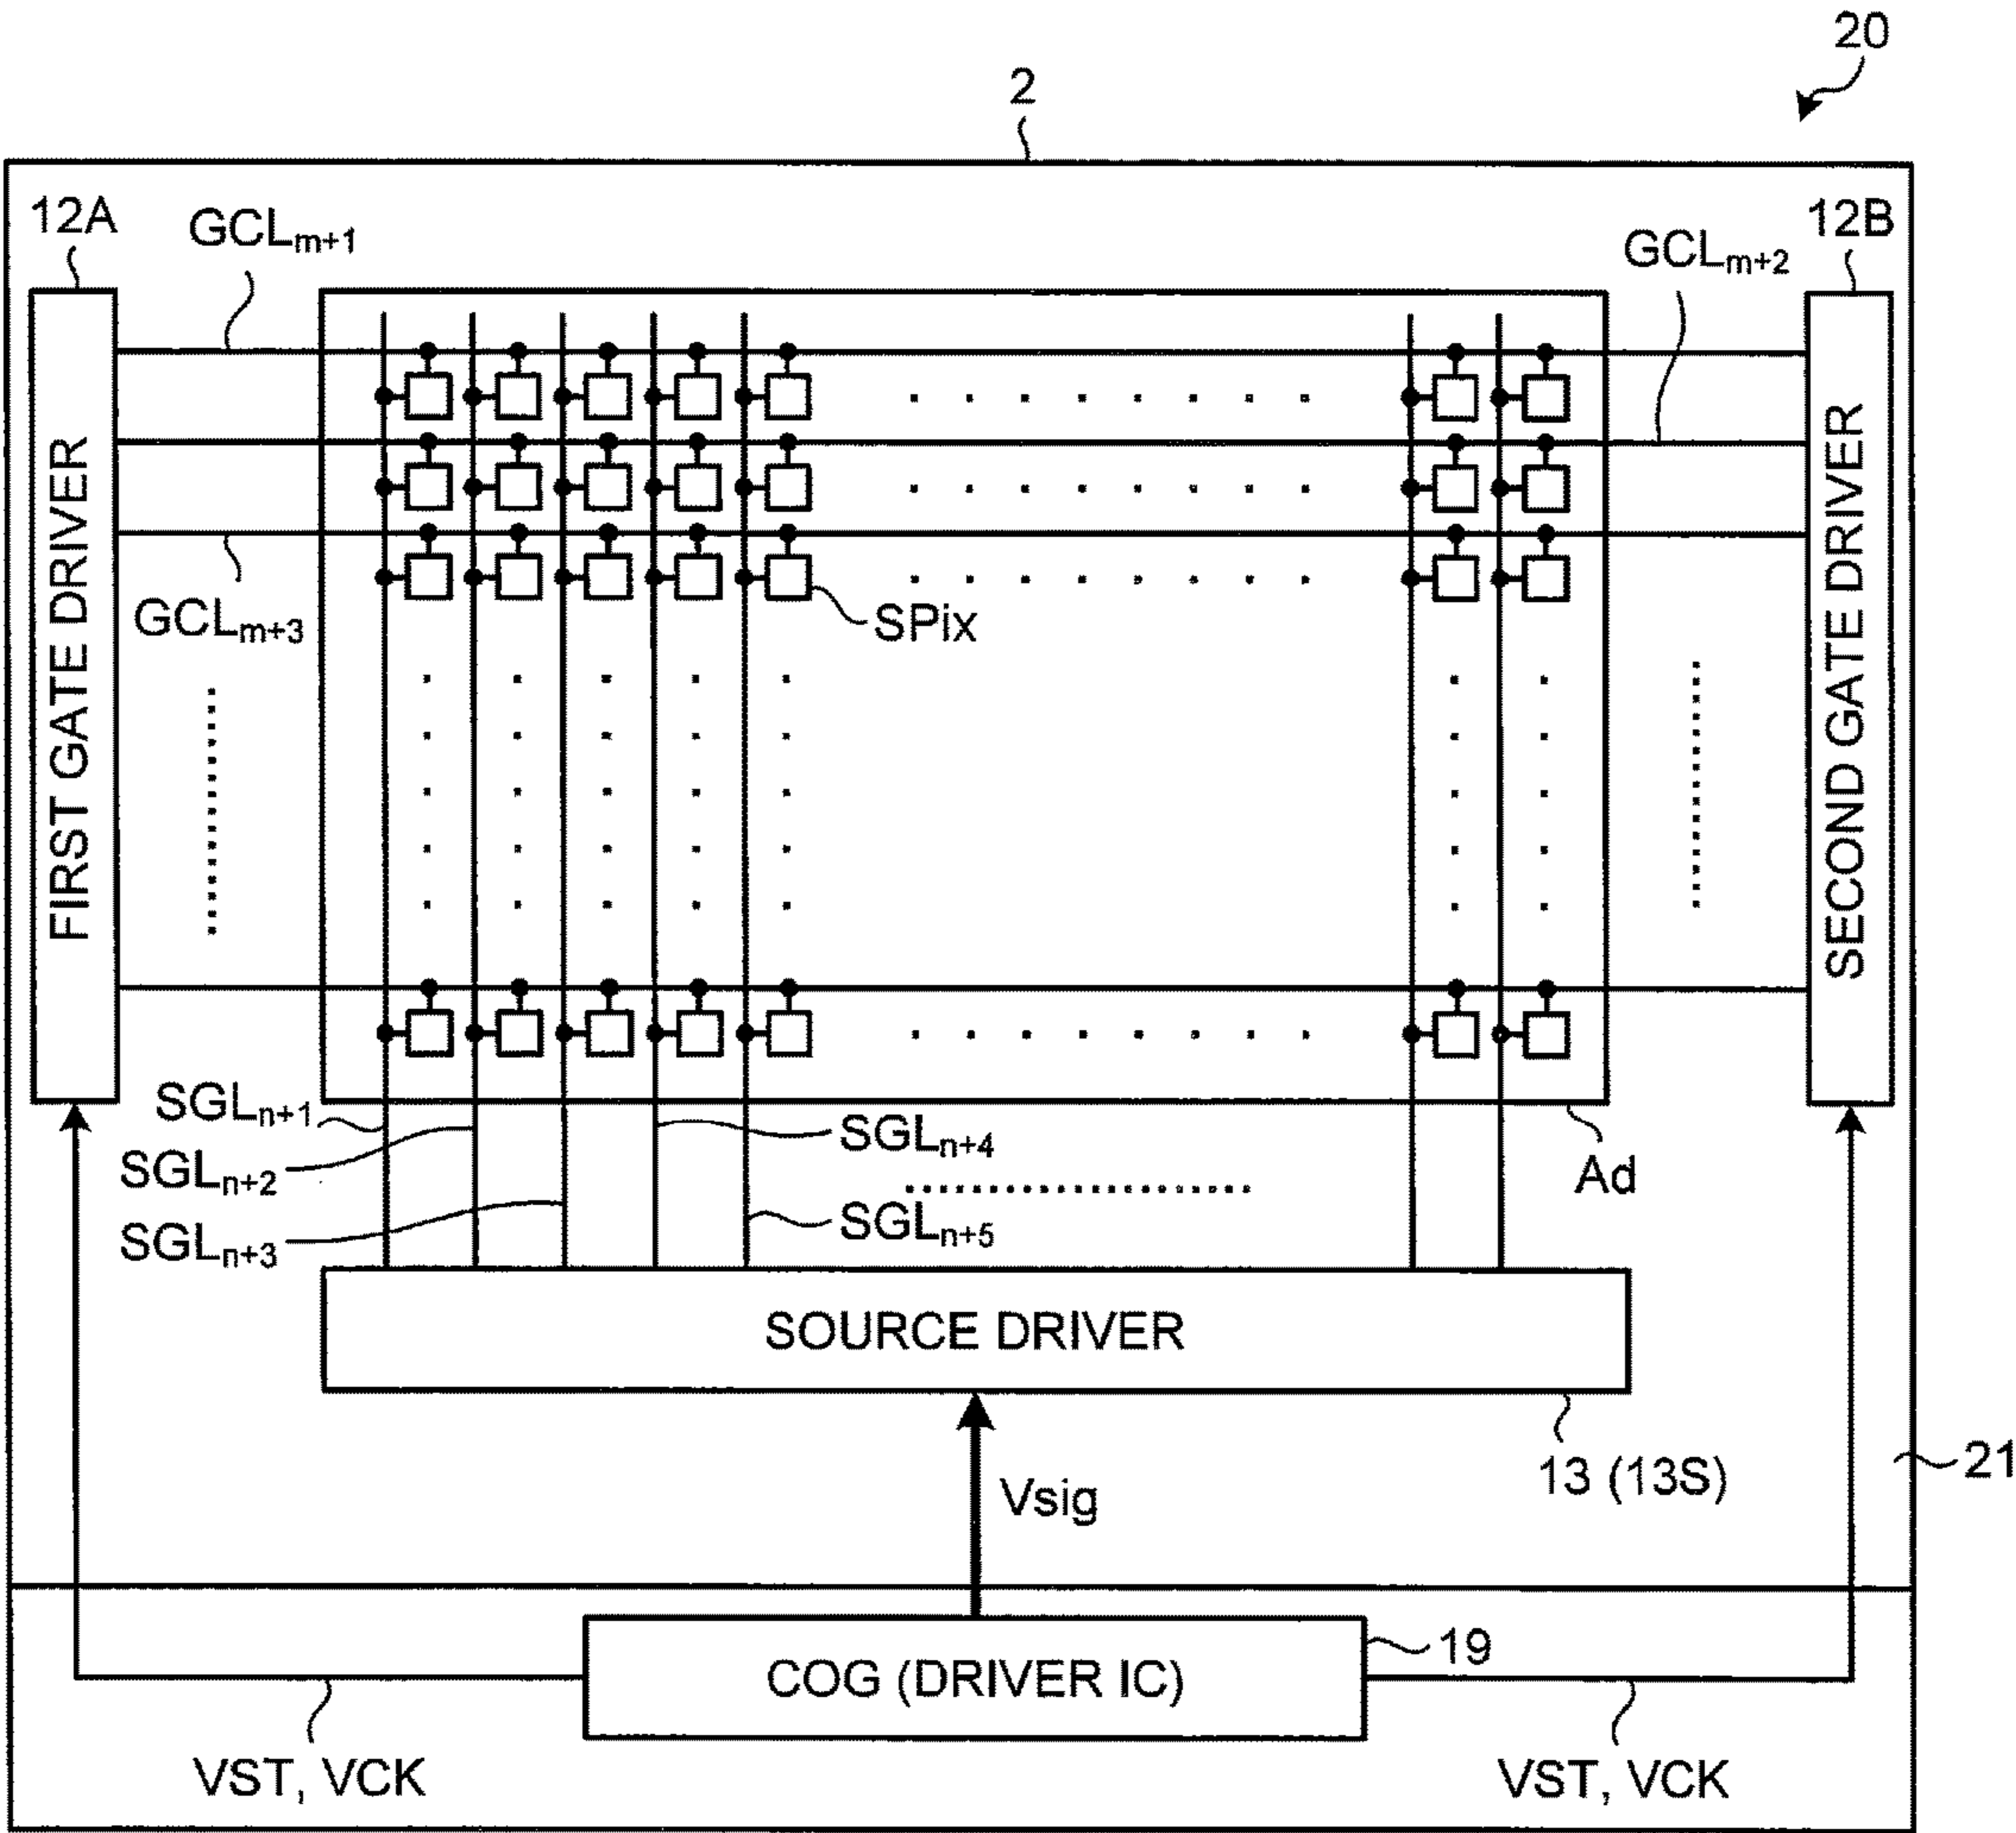 20
2
12A
GCLm+1
GCLm+2
12B
FIRST GATE DRIVER
SECOND GATE DRIVER
GCLm+3
SPix
SGLn+1
SGLn+2
SGLn+3
SGLn+4
SGLn+5
Ad
SOURCE DRIVER
13 (13S)
21
Vsig
COG (DRIVER IC)
19
VST, VCK
VST, VCK